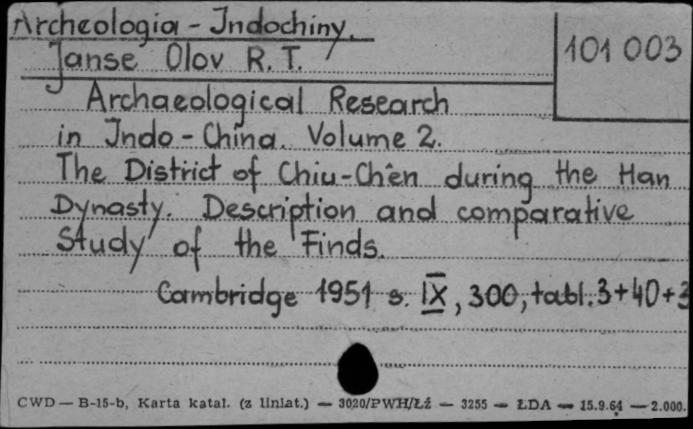 Archeologia - Indochiny.
101 003
Janse Olov R. T.
Archaeological Research
in Indo-China. Volume 2.
The District of Chiu-Chên during the Han
Dynasty. Description and comparative
Study of the Finds.
Cambridge 1951 s. IX, 300, tabl. 3+40+3
CWD — B-15-b, Karta katal. (z liniat.) — 3020/PWH/Łź — 3255 — ŁDA — 15.9.64 — 2.000.